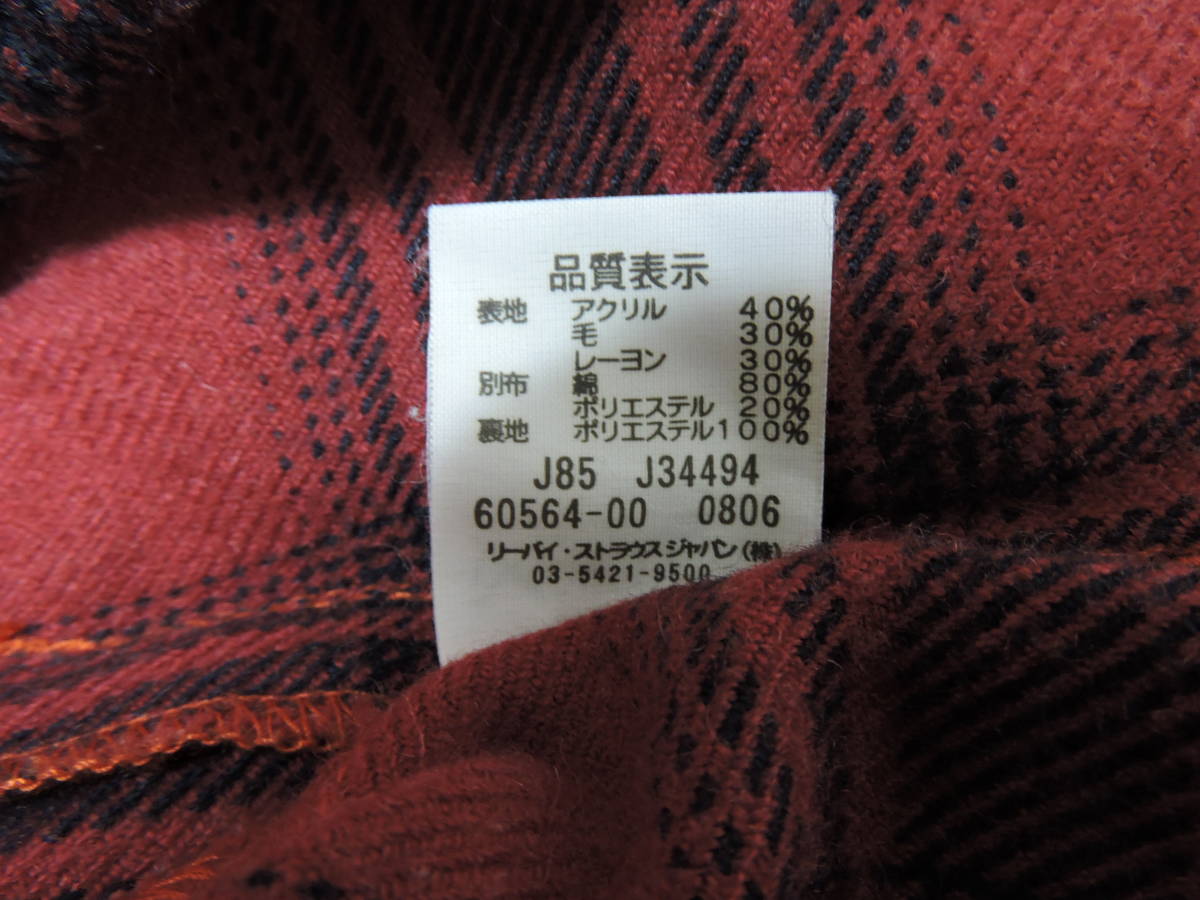 品質表示
表地 アクリル 40%
毛 30%
レーヨン 30%
別布 綿 80%
ポリエステル 20%
裏地 ポリエステル100%
J85 J34494
60564-00 0806
リーバイ・ストラウスジャパン(株)
03-5421-9500